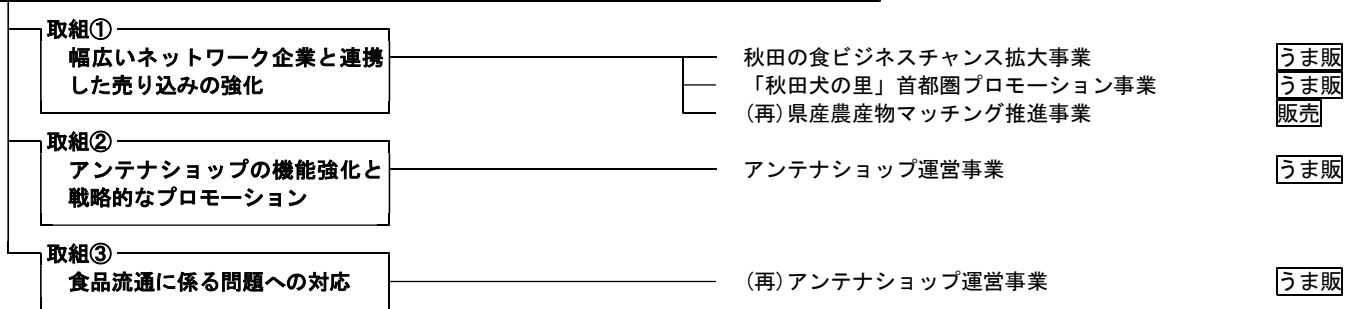 取組①
幅広いネットワーク企業と連携 秋田の食ビジネスチャンス拡大事業 うま販
した売り込みの強化 「秋田犬の里」首都圏プロモーション事業 うま販
(再)県産農産物マッチング推進事業 販売
取組②
アンテナショップの機能強化と アンテナショップ運営事業 うま販
戦略的なプロモーション
取組③
食品流通に係る問題への対応 (再)アンテナショップ運営事業 うま販